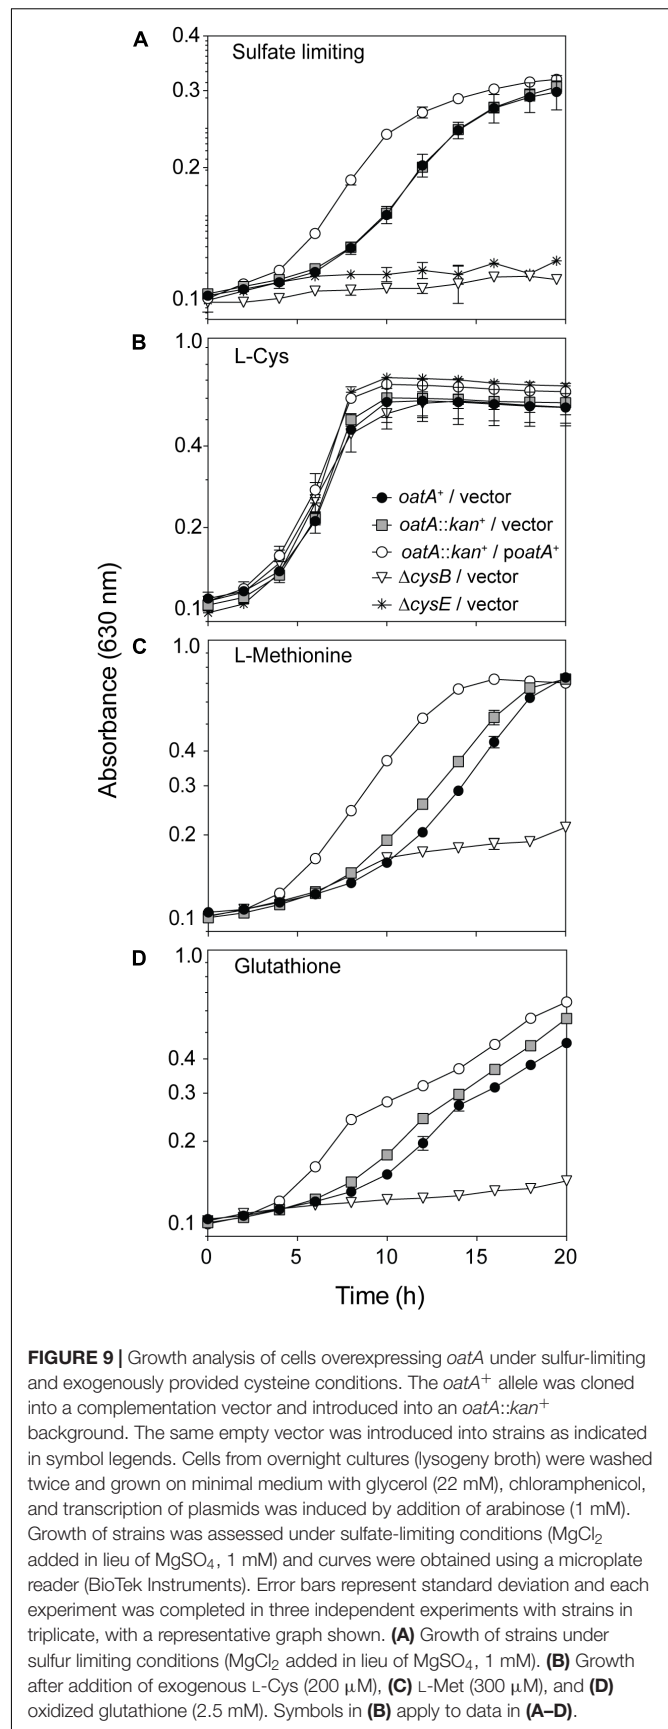 A
0.4
Sulfate limiting
0.3
0.2
0.1
B
1.0
L-Cys
0.4
0.2
0.1
oatA⁺ / vector
oatA::kan⁺ / vector
oatA::kan⁺ / poatA⁺
ΔcysB / vector
ΔcysE / vector
Absorbance (630 nm)
C
1.0
L-Methionine
0.4
0.3
0.2
0.1
D
1.0
Glutathione
0.4
0.3
0.2
0.1
0 5 10 15 20
Time (h)
FIGURE 9 | Growth analysis of cells overexpressing oatA under sulfur-limiting
and exogenously provided cysteine conditions. The oatA⁺ allele was cloned
into a complementation vector and introduced into an oatA::kan⁺
background. The same empty vector was introduced into strains as indicated
in symbol legends. Cells from overnight cultures (lysogeny broth) were washed
twice and grown on minimal medium with glycerol (22 mM), chloramphenicol,
and transcription of plasmids was induced by addition of arabinose (1 mM).
Growth of strains was assessed under sulfate-limiting conditions (MgCl₂
added in lieu of MgSO₄, 1 mM) and curves were obtained using a microplate
reader (BioTek Instruments). Error bars represent standard deviation and each
experiment was completed in three independent experiments with strains in
triplicate, with a representative graph shown. (A) Growth of strains under
sulfur limiting conditions (MgCl₂ added in lieu of MgSO₄, 1 mM). (B) Growth
after addition of exogenous L-Cys (200 μM), (C) L-Met (300 μM), and (D)
oxidized glutathione (2.5 mM). Symbols in (B) apply to data in (A–D).